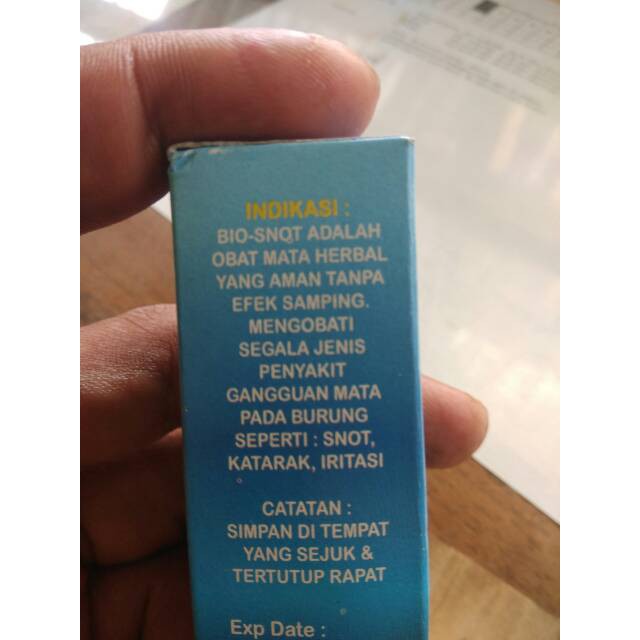 INDIKASI :
BIO-SNOT ADALAH
OBAT MATA HERBAL
YANG AMAN TANPA
EFEK SAMPING.
MENGOBATI
SEGALA JENIS
PENYAKIT
GANGGUAN MATA
PADA BURUNG
SEPERTI : SNOT,
KATARAK, IRITASI
CATATAN :
SIMPAN DI TEMPAT
YANG SEJUK &
TERTUTUP RAPAT
Exp Date :